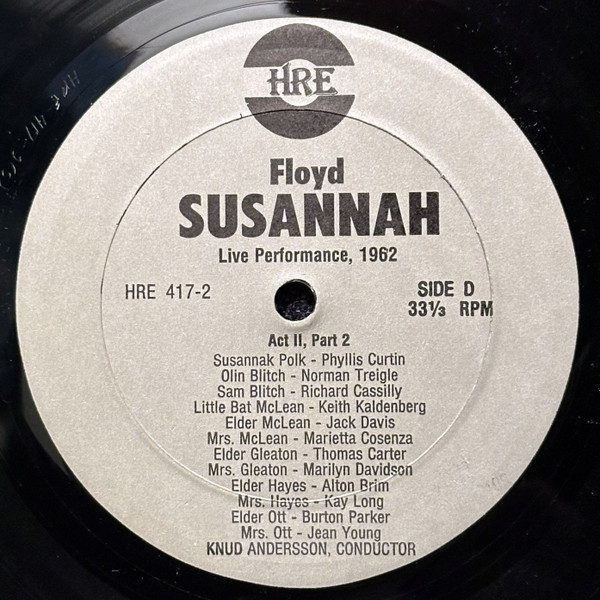 HRE
Floyd
SUSANNAH
Live Performance, 1962
HRE 417-2
SIDE D
33⅓ RPM
Act II, Part 2
Susannak Polk - Phyllis Curtin
Olin Blitch - Norman Treigle
Sam Blitch - Richard Cassilly
Little Bat McLean - Keith Kaldenberg
Elder McLean - Jack Davis
Mrs. McLean - Marietta Cosenza
Elder Gleaton - Thomas Carter
Mrs. Gleaton - Marilyn Davidson
Elder Hayes - Alton Brim
Mrs. Hayes - Kay Long
Elder Ott - Burton Parker
Mrs. Ott - Jean Young
KNUD ANDERSSON, CONDUCTOR